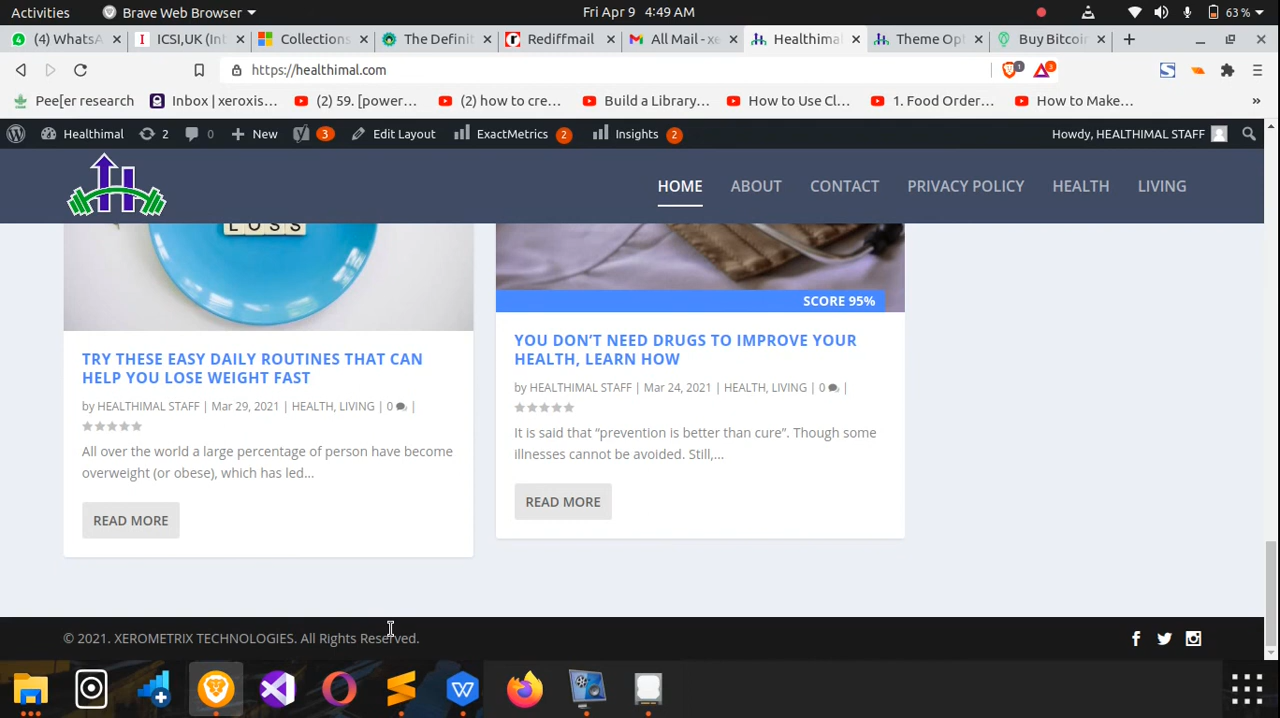 Activities Brave Web Browser Fri Apr 9 4:49 AM 63 %
(4) WhatsA ICSI,UK (Int Collections The Defini Rediffmail All Mail - xe Healthimal Theme Opt Buy Bitcoin
https://healthimal.com 1 3
Pee[er research Inbox | xeroxis… (2) 59. [power… (2) how to cre… Build a Library… How to Use Cl… 1. Food Order… How to Make… »
Healthimal 2 0 New 3 Edit Layout ExactMetrics 2 Insights 2 Howdy, HEALTHIMAL STAFF
HOME ABOUT CONTACT PRIVACY POLICY HEALTH LIVING
LOSS
SCORE 95%
TRY THESE EASY DAILY ROUTINES THAT CAN
HELP YOU LOSE WEIGHT FAST
by HEALTHIMAL STAFF | Mar 29, 2021 | HEALTH, LIVING | 0 |
All over the world a large percentage of person have become
overweight (or obese), which has led...
READ MORE
YOU DON’T NEED DRUGS TO IMPROVE YOUR
HEALTH, LEARN HOW
by HEALTHIMAL STAFF | Mar 24, 2021 | HEALTH, LIVING | 0 |
It is said that “prevention is better than cure”. Though some
illnesses cannot be avoided. Still,...
READ MORE
© 2021. XEROMETRIX TECHNOLOGIES. All Rights Reserved.